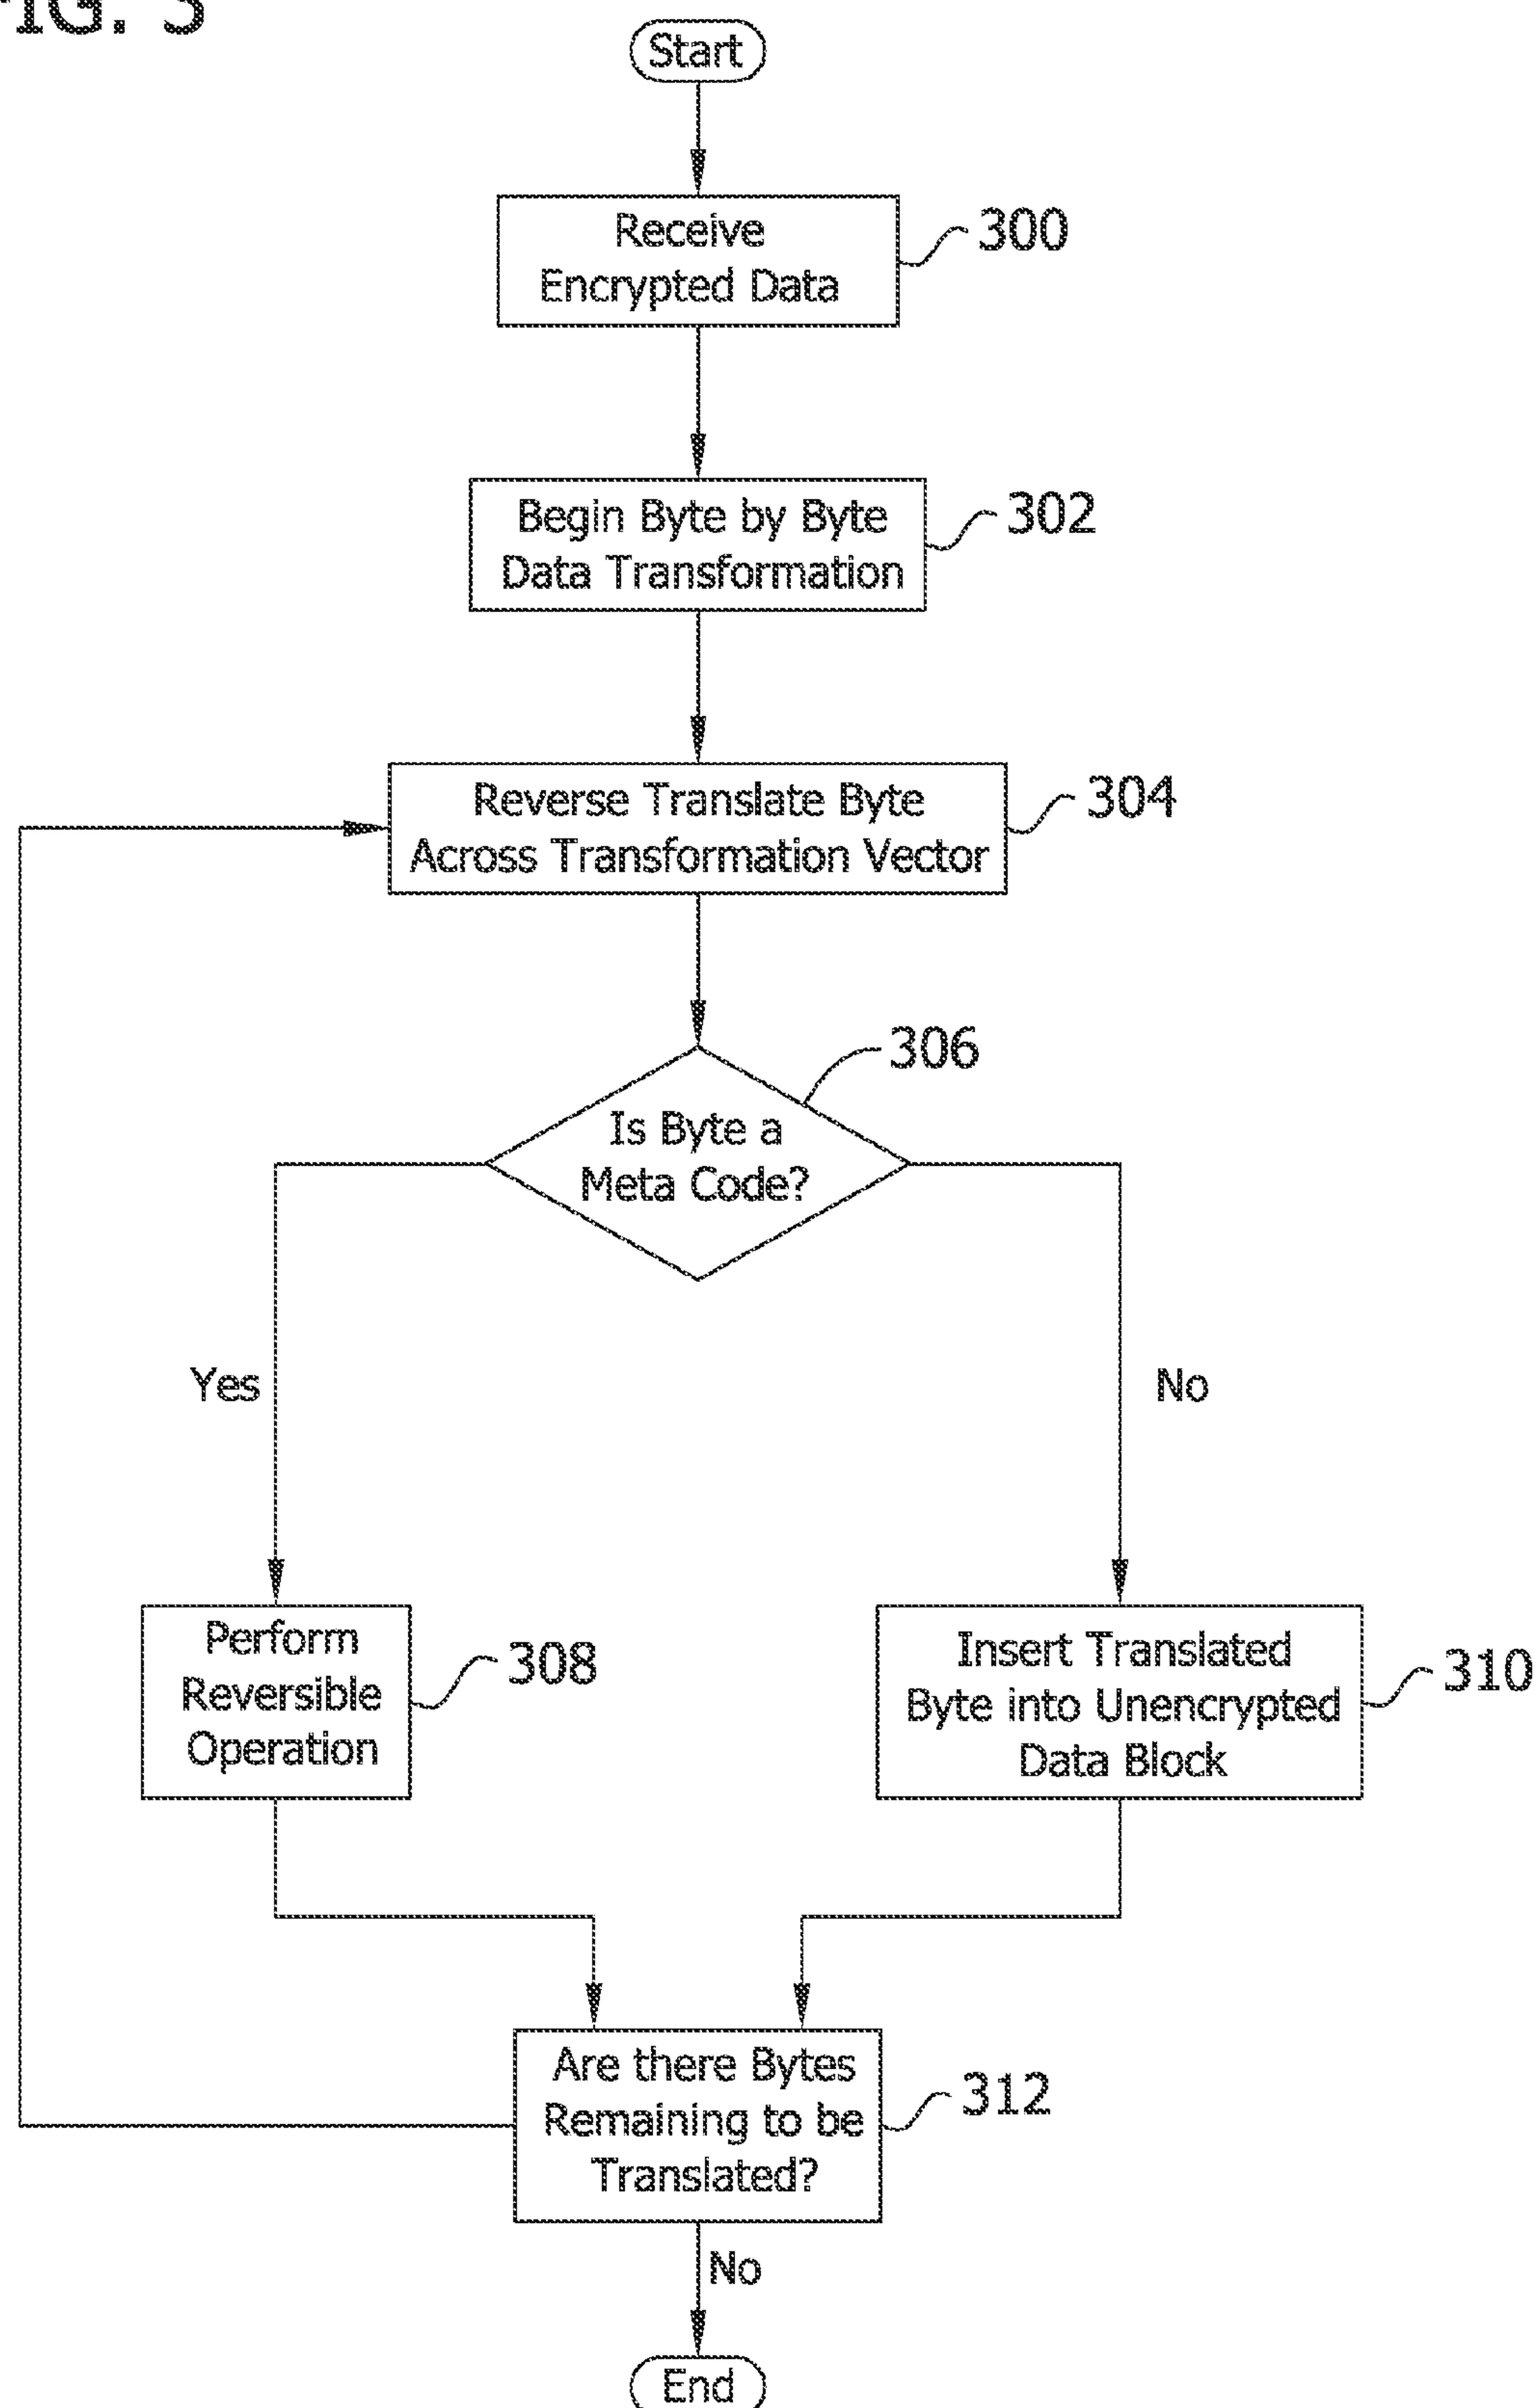 FIG. 3
Start
Receive
Encrypted Data
300
Begin Byte by Byte
Data Transformation
302
Reverse Translate Byte
Across Transformation Vector
304
306
Is Byte a
Meta Code?
Yes
No
Perform
Reversible
Operation
308
Insert Translated
Byte into Unencrypted
Data Block
310
Are there Bytes
Remaining to be
Translated?
312
No
End